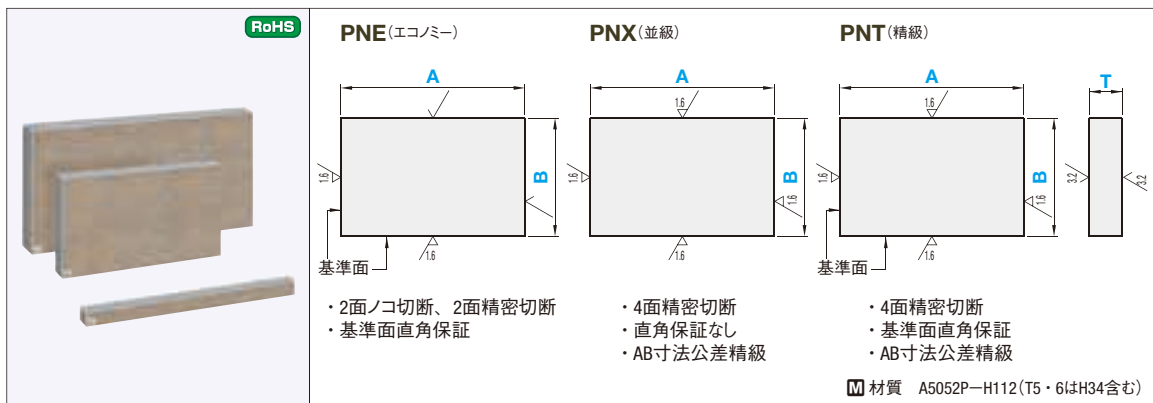 RoHS
PNE(エコノミー)
A
1.6
B
1.6
基準面
・2面ノコ切断、2面精密切断
・基準面直角保証
PNX(並級)
A
1.6
1.6
B
1.6
1.6
・4面精密切断
・直角保証なし
・AB寸法公差精級
PNT(精級)
A
1.6
1.6
B
1.6
1.6
基準面
T
3.2
3.2
・4面精密切断
・基準面直角保証
・AB寸法公差精級
M 材質 A5052P-H112(T5・6はH34含む)